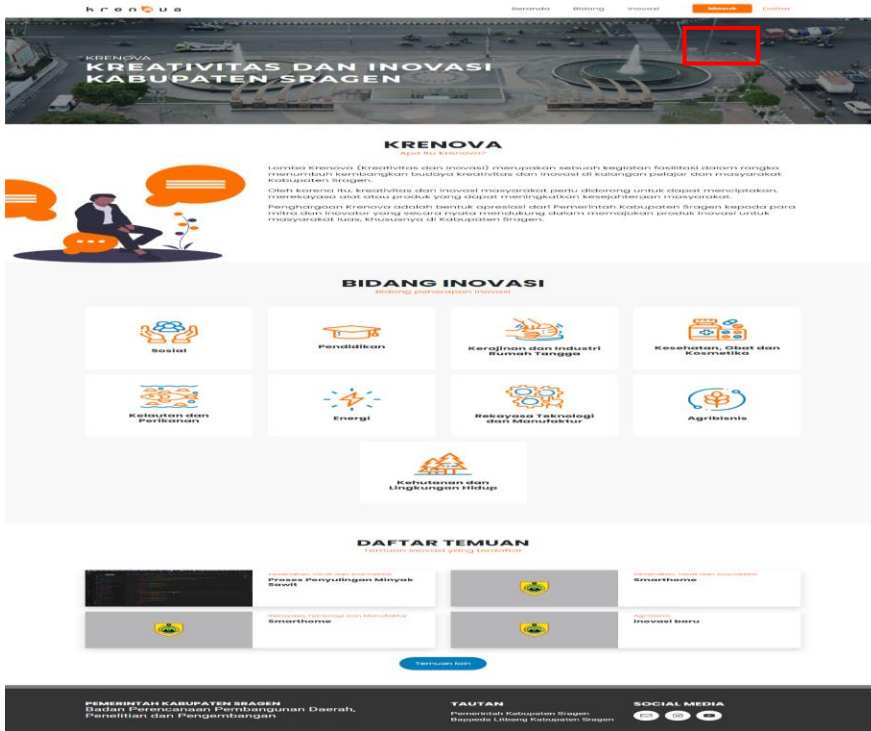 krenova
Beranda Bidang Inovasi Masuk Daftar
KRENOVA
KREATIVITAS DAN INOVASI
KABUPATEN SRAGEN
KRENOVA
Apa itu Krenova?
Lomba Krenova (Kreativitas dan Inovasi) merupakan sebuah kegiatan fasilitasi dalam rangka
menumbuh kembangkan budaya kreativitas dan inovasi di kalangan pelajar dan masyarakat
Kabupaten Sragen.
Oleh karena itu, kreativitas dan inovasi masyarakat perlu didorong untuk dapat menciptakan,
merekayasa alat atau produk yang dapat meningkatkan kesejahteraan masyarakat.
Penghargaan Krenova adalah bentuk apresiasi dari Pemerintah Kabupaten Sragen kepada para
mitra dan inovator yang secara nyata mendukung dalam memajukan produk inovasi untuk
masyarakat luas, khususnya di Kabupaten Sragen.
BIDANG INOVASI
Bidang penerapan inovasi
Sosial
Pendidikan
Kerajinan dan Industri
Rumah Tangga
Kesehatan, Obat dan
Kosmetika
Kelautan dan
Perikanan
Energi
Rekayasa Teknologi
dan Manufaktur
Agribisnis
Kehutanan dan
Lingkungan Hidup
DAFTAR TEMUAN
Temuan inovasi yang terdaftar
Kesehatan, Obat dan Kosmetika
Proses Penyulingan Minyak
Sawit
Kesehatan, Obat dan Kosmetika
Smarthome
Rekayasa Teknologi dan Manufaktur
Smarthome
Agribisnis
Inovasi baru
Temuan lain
PEMERINTAH KABUPATEN SRAGEN
Badan Perencanaan Pembangunan Daerah,
Penelitian dan Pengembangan
TAUTAN
Pemerintah Kabupaten Sragen
Bappeda Litbang Kabupaten Sragen
SOCIAL MEDIA